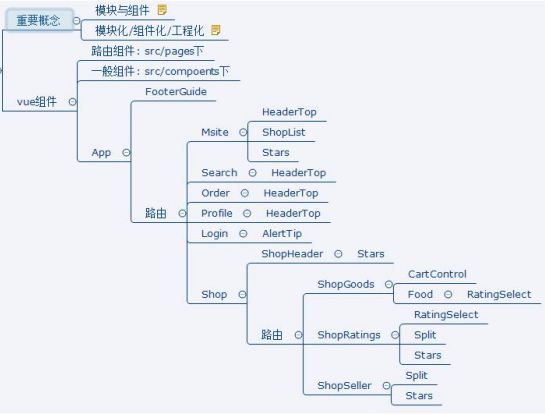 重要概念
模块与组件
模块化/组件化/工程化
vue组件
路由组件：src/pages下
一般组件：src/compoents下
App
FooterGuide
路由
Msite
HeaderTop
ShopList
Stars
Search
HeaderTop
Order
HeaderTop
Profile
HeaderTop
Login
AlertTip
Shop
ShopHeader
Stars
路由
ShopGoods
CartControl
Food
RatingSelect
ShopRatings
RatingSelect
Split
Stars
ShopSeller
Split
Stars